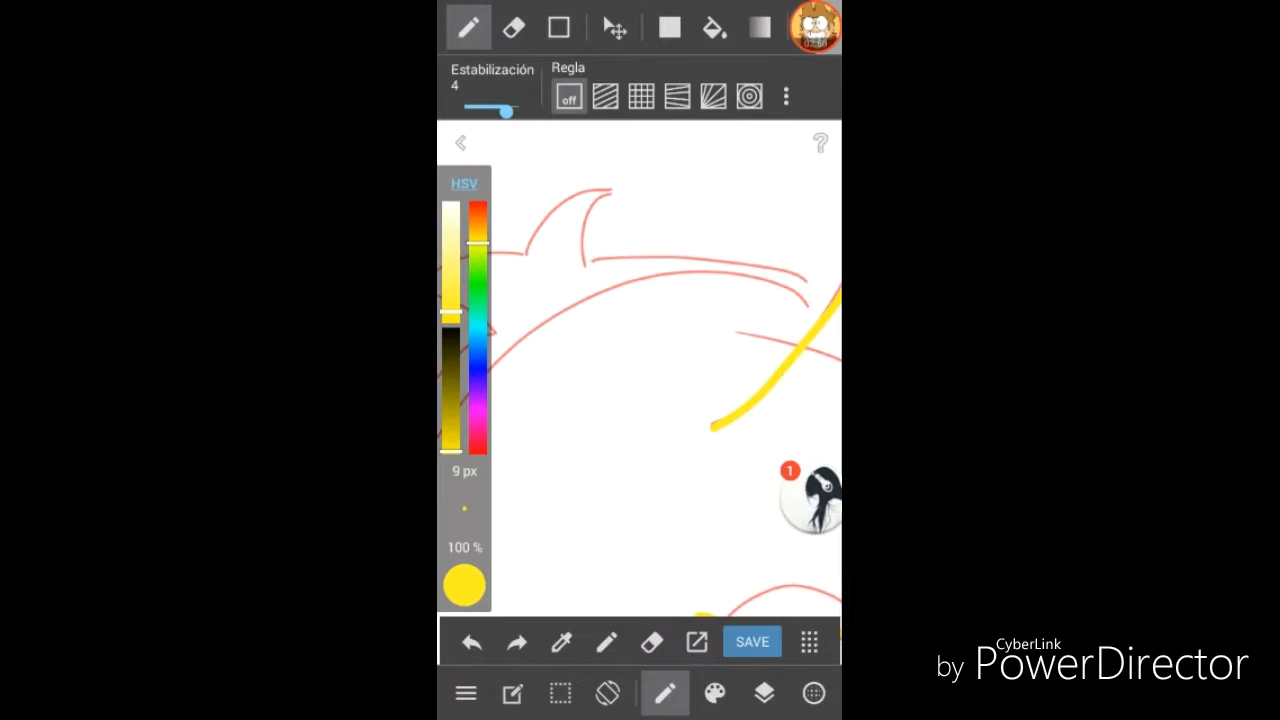 Estabilización
4
Regla
off
HSV
9 px
100 %
1
SAVE
CyberLink
by PowerDirector